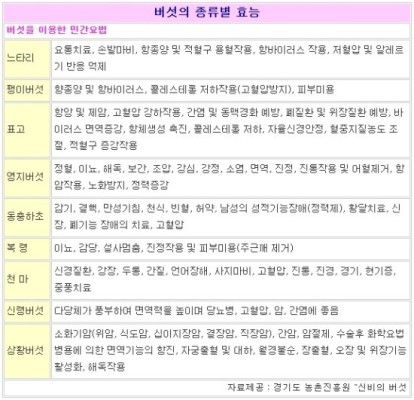 버섯의 종류별 효능
버섯을 이용한 민간요법
느타리
요통치료, 손발마비, 항종양 및 적혈구 용혈작용, 항바이러스 작용, 저혈압 및 알레르
기 반응 억제
팽이버섯
항종양 및 항바이러스, 콜레스테롤 저하작용(고혈압방지), 피부미용
표고
항암 및 제암, 고혈압 강하작용, 간염 및 동맥경화 예방, 폐질환 및 위장질환 예방, 바
이러스 면역증강, 항체생성 촉진, 콜레스테롤 저하, 자율신경안정, 혈중지질농도 조
절, 적혈구 증강작용
영지버섯
정혈, 이뇨, 해독, 보간, 조압, 강심, 강정, 소염, 면역, 진정, 진통작용 및 어혈제거, 항
암작용, 노화방지, 정력증강
동충하초
감기, 결핵, 만성기침, 천식, 빈혈, 허약, 남성의 성적기능장애(정력제), 황달치료, 신
장, 폐기능 장애의 치료, 고혈압
복 령
이뇨, 감당, 설사멈춤, 진정작용 및 피부미용(주근깨 제거)
천 마
신경질환, 강장, 두통, 간질, 언어장해, 사지마비, 고혈압, 진통, 진경, 경기, 현기증,
중풍치료
신령버섯
다당체가 풍부하여 면역력을 높이며 당뇨병, 고혈압, 암, 간염에 좋음
상황버섯
소화기암(위암, 식도암, 십이지장암, 결장암, 직장암), 간암, 암절제, 수술후 화학요법
병용에 의한 면역기능의 항진, 자궁출혈 및 대하, 월경불순, 장출혈, 오장 및 위장기능
활성화, 해독작용
자료제공 : 경기도 농촌진흥원 "신비의 버섯